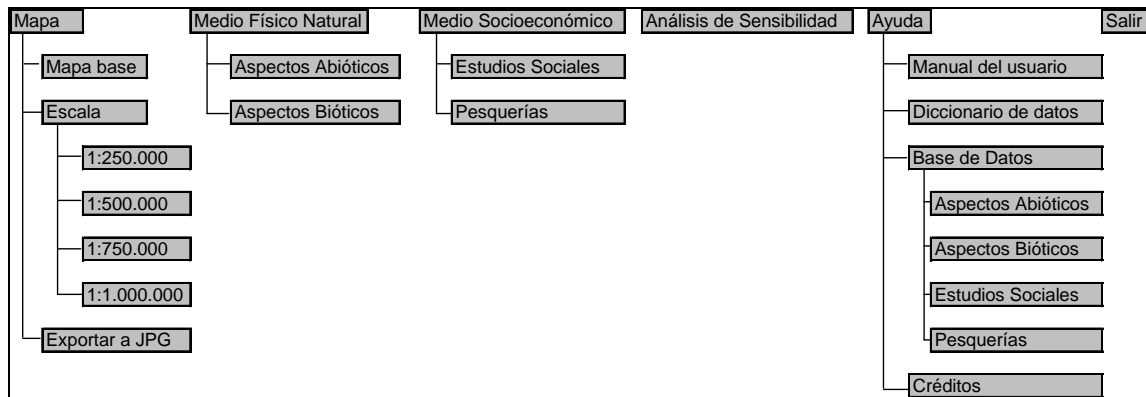 Mapa
Medio Físico Natural
Medio Socioeconómico
Análisis de Sensibilidad
Ayuda
Salir
Mapa base
Escala
1:250.000
1:500.000
1:750.000
1:1.000.000
Exportar a JPG
Aspectos Abióticos
Aspectos Bióticos
Estudios Sociales
Pesquerías
Manual del usuario
Diccionario de datos
Base de Datos
Aspectos Abióticos
Aspectos Bióticos
Estudios Sociales
Pesquerías
Créditos